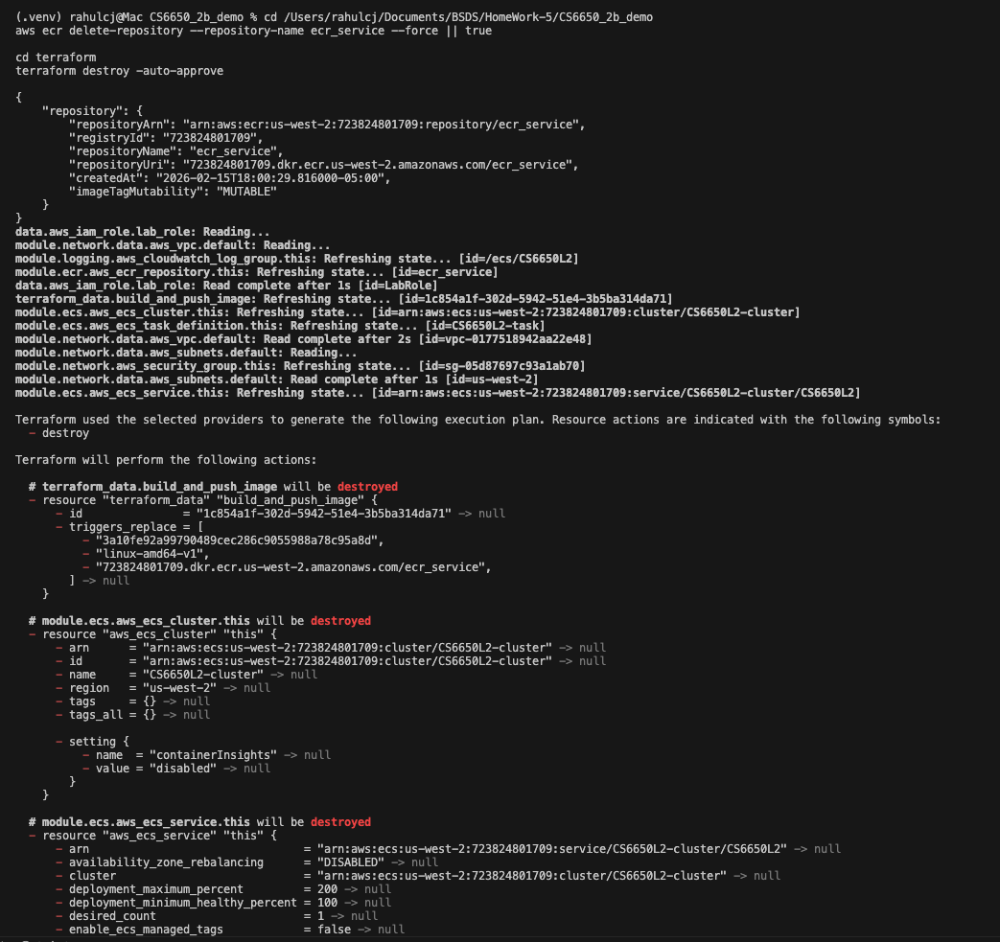 (.venv) rahulcj@Mac CS6650_2b_demo % cd /Users/rahulcj/Documents/BSDS/HomeWork-5/CS6650_2b_demo
aws ecr delete-repository --repository-name ecr_service --force || true

cd terraform
terraform destroy -auto-approve

{
    "repository": {
        "repositoryArn": "arn:aws:ecr:us-west-2:723824801709:repository/ecr_service",
        "registryId": "723824801709",
        "repositoryName": "ecr_service",
        "repositoryUri": "723824801709.dkr.ecr.us-west-2.amazonaws.com/ecr_service",
        "createdAt": "2026-02-15T18:00:29.816000-05:00",
        "imageTagMutability": "MUTABLE"
    }
}
data.aws_iam_role.lab_role: Reading...
module.network.data.aws_vpc.default: Reading...
module.logging.aws_cloudwatch_log_group.this: Refreshing state... [id=/ecs/CS6650L2]
module.ecr.aws_ecr_repository.this: Refreshing state... [id=ecr_service]
data.aws_iam_role.lab_role: Read complete after 1s [id=LabRole]
terraform_data.build_and_push_image: Refreshing state... [id=1c854a1f-302d-5942-51e4-3b5ba314da71]
module.ecs.aws_ecs_cluster.this: Refreshing state... [id=arn:aws:ecs:us-west-2:723824801709:cluster/CS6650L2-cluster]
module.ecs.aws_ecs_task_definition.this: Refreshing state... [id=CS6650L2-task]
module.network.data.aws_vpc.default: Read complete after 2s [id=vpc-0177518942aa22e48]
module.network.data.aws_subnets.default: Reading...
module.network.aws_security_group.this: Refreshing state... [id=sg-05d87697c93a1ab70]
module.network.data.aws_subnets.default: Read complete after 1s [id=us-west-2]
module.ecs.aws_ecs_service.this: Refreshing state... [id=arn:aws:ecs:us-west-2:723824801709:service/CS6650L2-cluster/CS6650L2]

Terraform used the selected providers to generate the following execution plan. Resource actions are indicated with the following symbols:
  - destroy

Terraform will perform the following actions:

  # terraform_data.build_and_push_image will be destroyed
  - resource "terraform_data" "build_and_push_image" {
      - id               = "1c854a1f-302d-5942-51e4-3b5ba314da71" -> null
      - triggers_replace = [
          - "3a10fe92a99790489cec286c9055988a78c95a8d",
          - "linux-amd64-v1",
          - "723824801709.dkr.ecr.us-west-2.amazonaws.com/ecr_service",
        ] -> null
    }

  # module.ecs.aws_ecs_cluster.this will be destroyed
  - resource "aws_ecs_cluster" "this" {
      - arn      = "arn:aws:ecs:us-west-2:723824801709:cluster/CS6650L2-cluster" -> null
      - id       = "arn:aws:ecs:us-west-2:723824801709:cluster/CS6650L2-cluster" -> null
      - name     = "CS6650L2-cluster" -> null
      - region   = "us-west-2" -> null
      - tags     = {} -> null
      - tags_all = {} -> null

      - setting {
          - name  = "containerInsights" -> null
          - value = "disabled" -> null
        }
    }

  # module.ecs.aws_ecs_service.this will be destroyed
  - resource "aws_ecs_service" "this" {
      - arn                                = "arn:aws:ecs:us-west-2:723824801709:service/CS6650L2-cluster/CS6650L2" -> null
      - availability_zone_rebalancing      = "DISABLED" -> null
      - cluster                            = "arn:aws:ecs:us-west-2:723824801709:cluster/CS6650L2-cluster" -> null
      - deployment_maximum_percent         = 200 -> null
      - deployment_minimum_healthy_percent = 100 -> null
      - desired_count                      = 1 -> null
      - enable_ecs_managed_tags            = false -> null